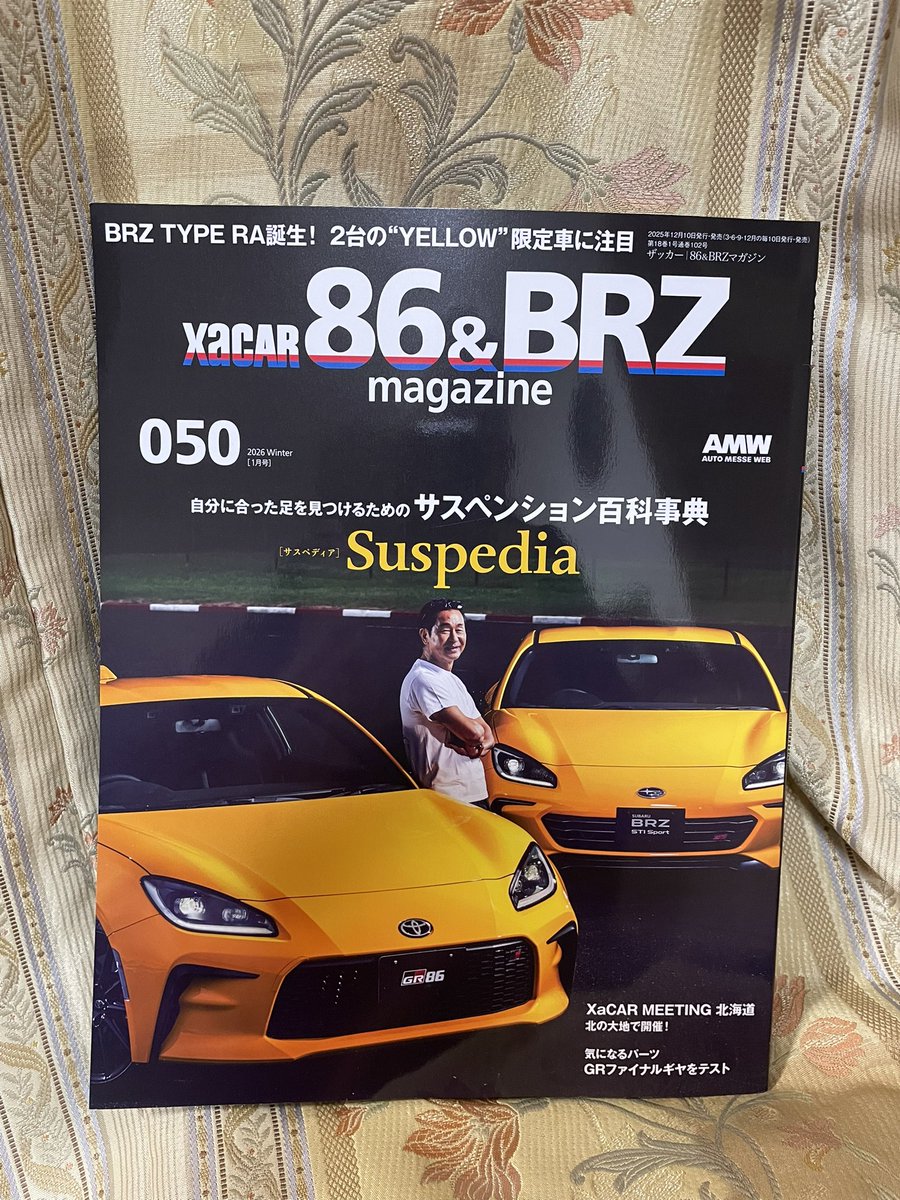 BRZ TYPE RA誕生！ 2台の“YELLOW”限定車に注目
2025年12月10日発行・発売(3・6・9・12月の毎10日発行・発売)
第18巻1号通巻102号
ザッカー│86&BRZマガジン
XaCAR 86&BRZ
magazine
050
2026 Winter
[1月号]
AMW
AUTO MESSE WEB
自分に合った足を見つけるための サスペンション百科事典
[サスペディア] Suspedia
SUBARU
BRZ
STI Sport
GR86
XaCAR MEETING 北海道
北の大地で開催！
気になるパーツ
GRファイナルギヤをテスト